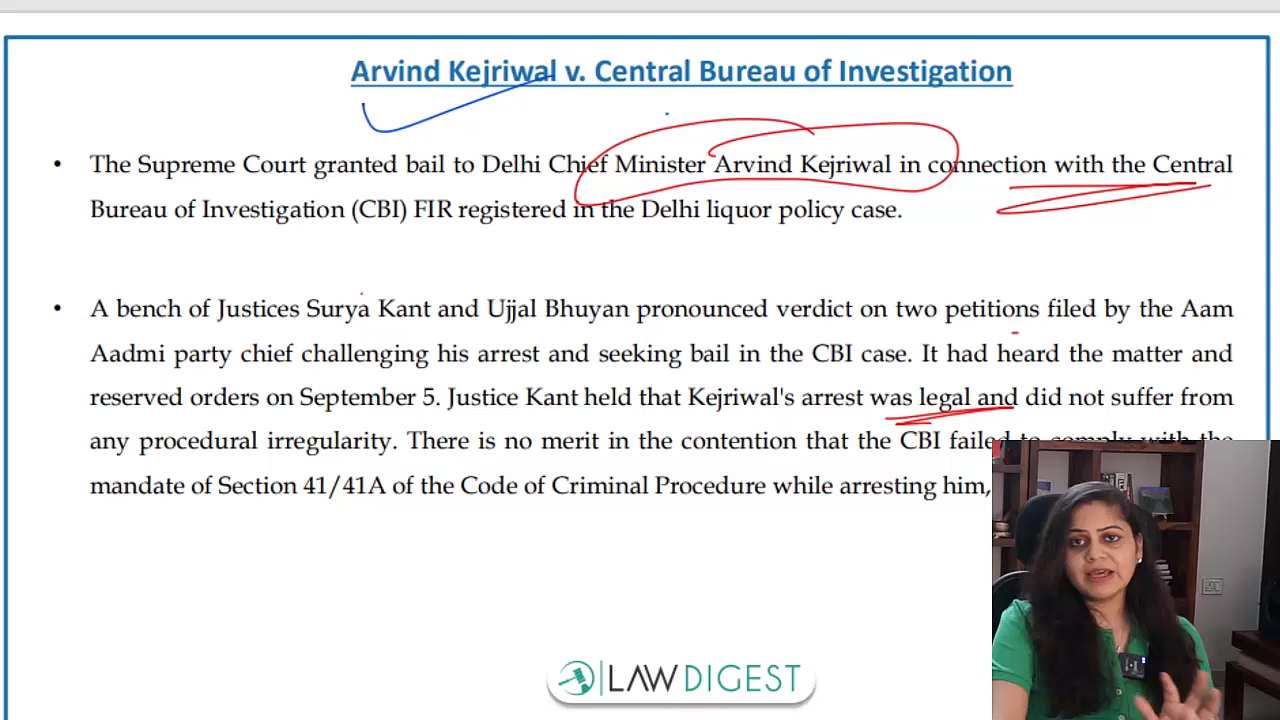 Arvind Kejriwal v. Central Bureau of Investigation
• The Supreme Court granted bail to Delhi Chief Minister Arvind Kejriwal in connection with the Central
Bureau of Investigation (CBI) FIR registered in the Delhi liquor policy case.
• A bench of Justices Surya Kant and Ujjal Bhuyan pronounced verdict on two petitions filed by the Aam
Aadmi party chief challenging his arrest and seeking bail in the CBI case. It had heard the matter and
reserved orders on September 5. Justice Kant held that Kejriwal's arrest was legal and did not suffer from
any procedural irregularity. There is no merit in the contention that the CBI failed to comply with the
mandate of Section 41/41A of the Code of Criminal Procedure while arresting him,
LAW DIGEST